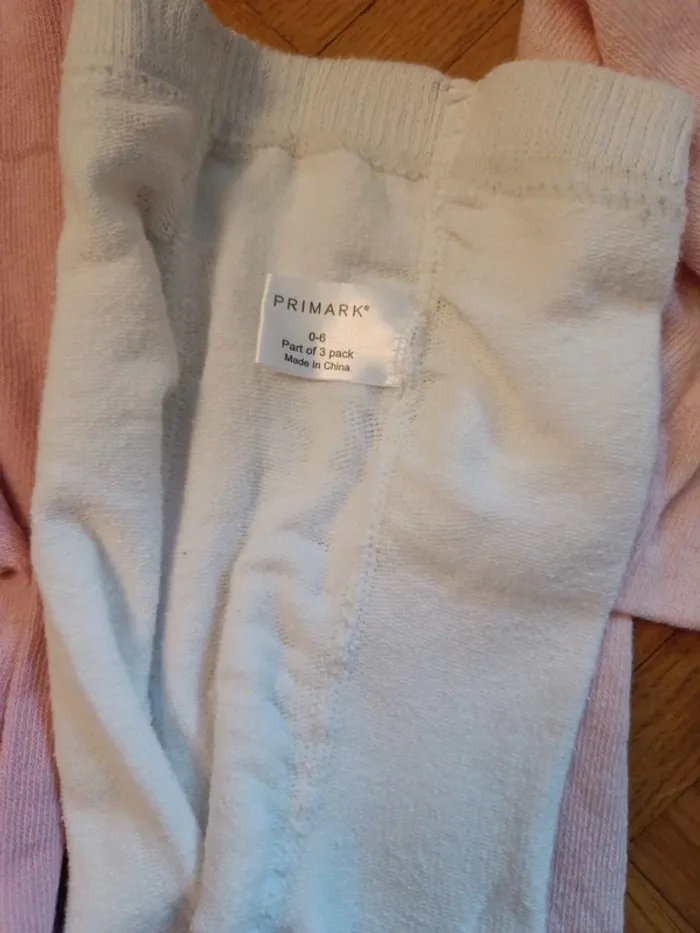 PRIMARK®
0-6
Part of 3 pack
Made in China